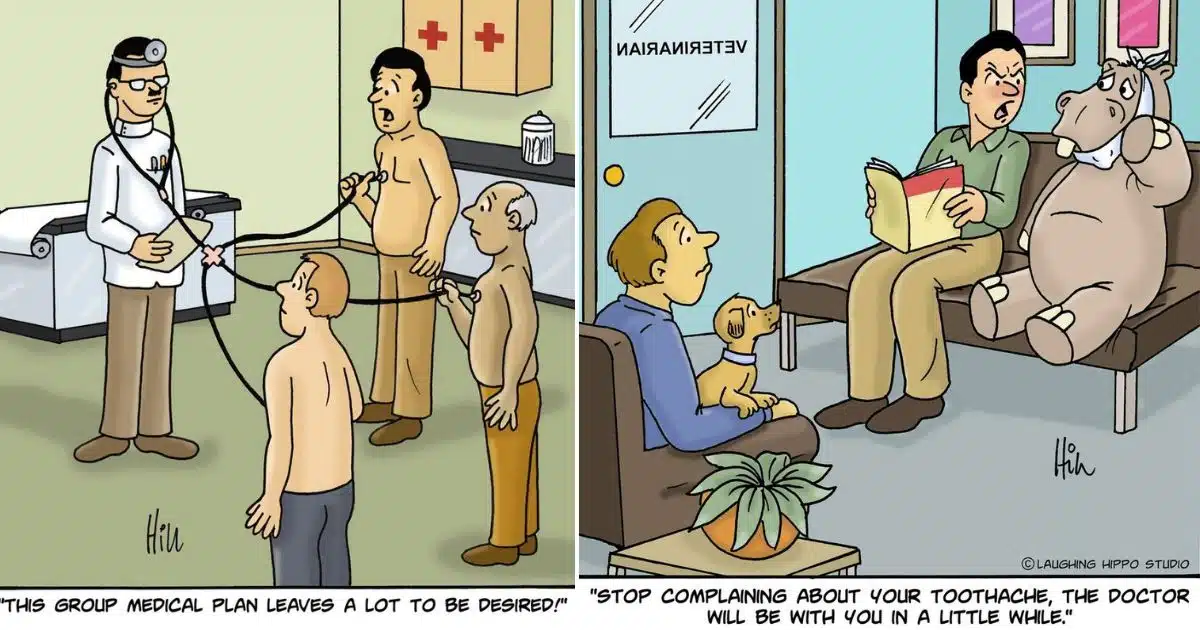 "THIS GROUP MEDICAL PLAN LEAVES A LOT TO BE DESIRED!"
Hill
VETERINARIAN
Hill
©LAUGHING HIPPO STUDIO
"STOP COMPLAINING ABOUT YOUR TOOTHACHE, THE DOCTOR
WILL BE WITH YOU IN A LITTLE WHILE."